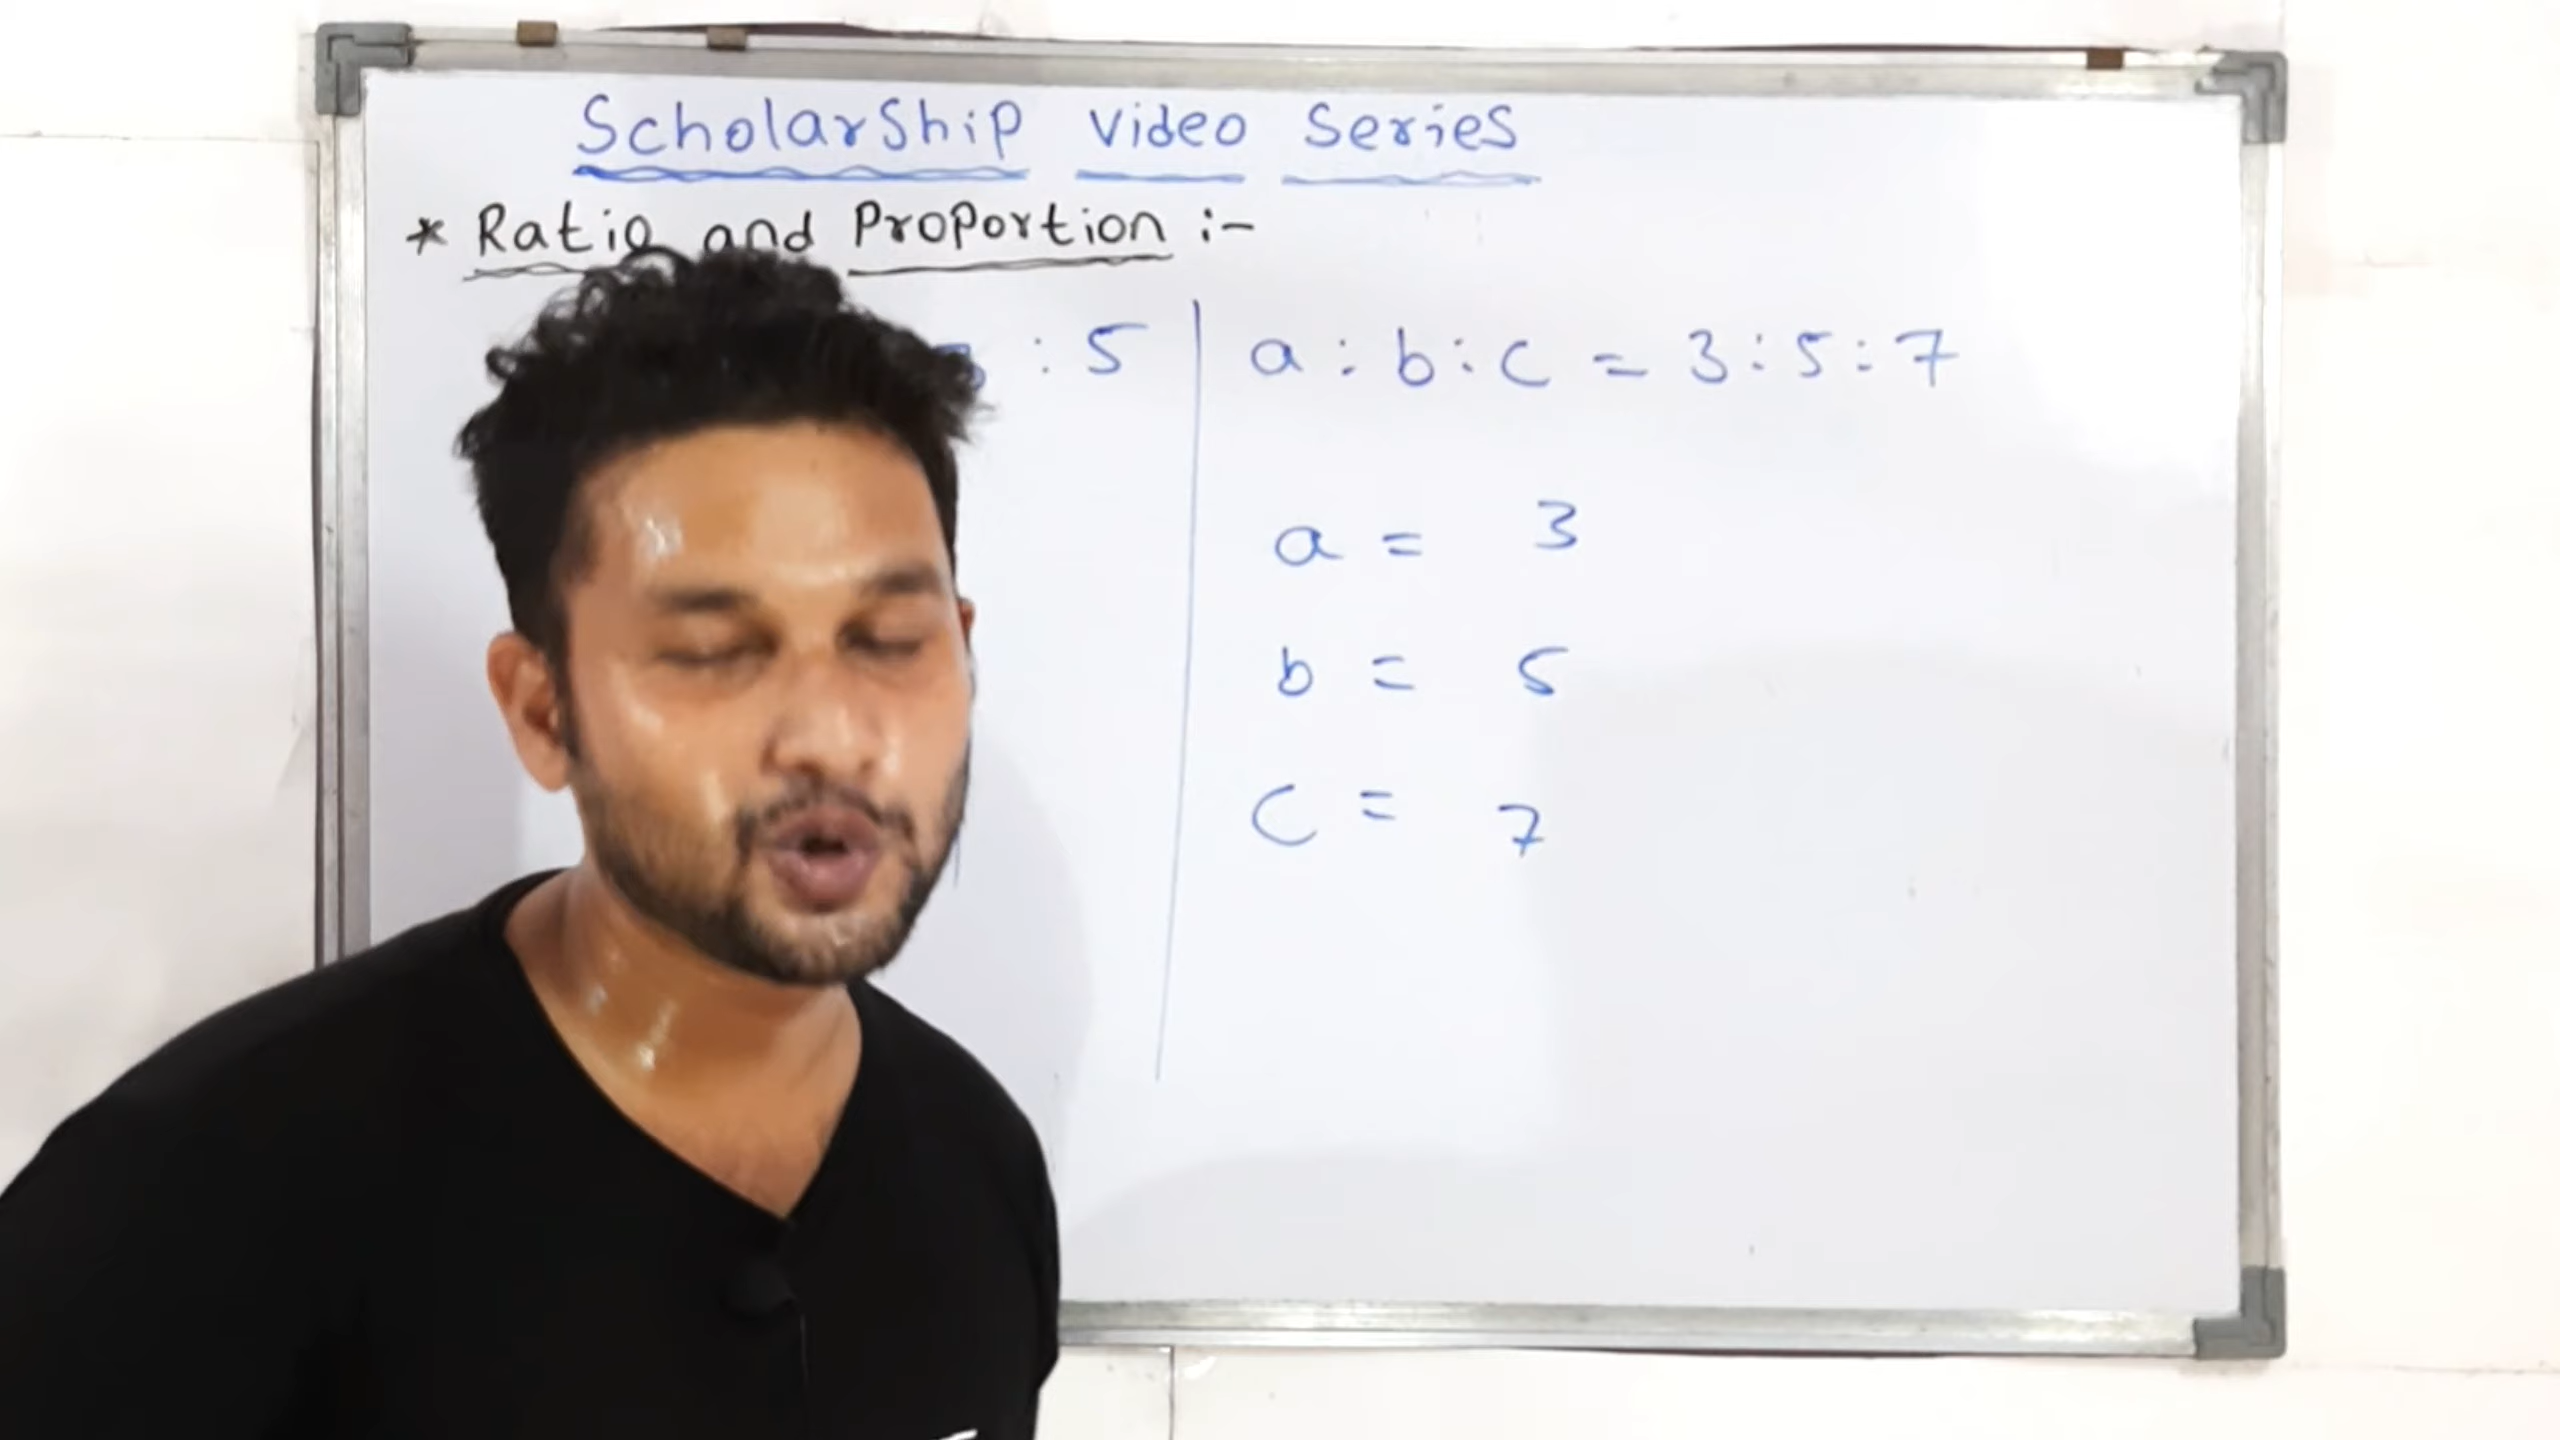 Scholarship Video Series
* Ratio and Proportion :-
: 5
a : b : c = 3 : 5 : 7
a = 3
b = 5
c = 7